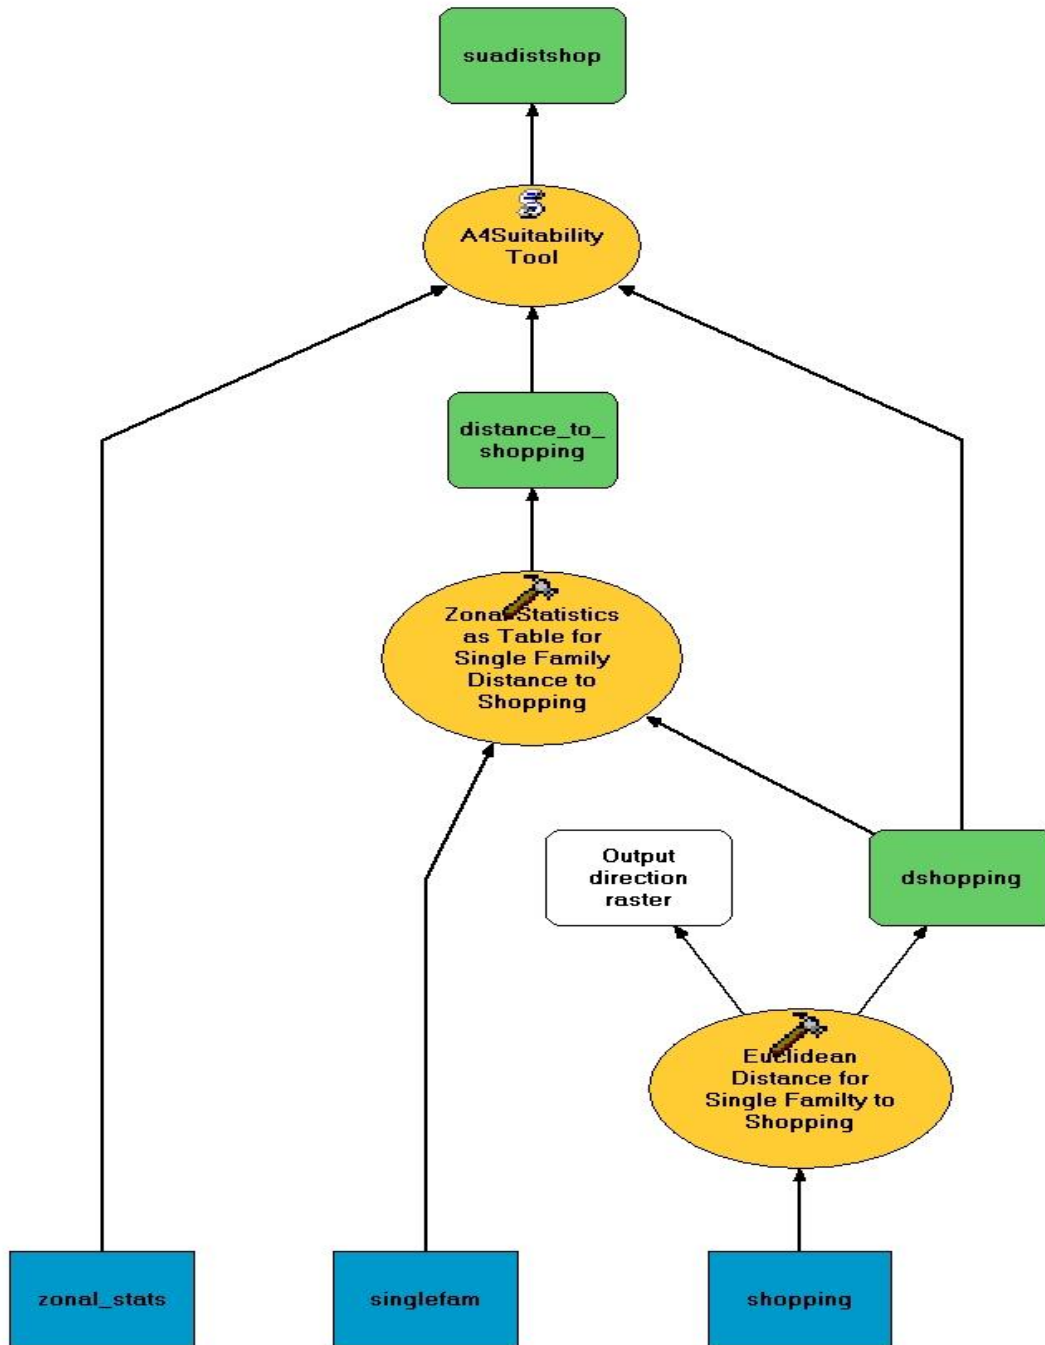 suadistshop
A4Suitability
Tool
distance_to_
shopping
Zonal Statistics
as Table for
Single Family
Distance to
Shopping
Output
direction
raster
dshopping
Euclidean
Distance for
Single Familty to
Shopping
zonal_stats
singlefam
shopping